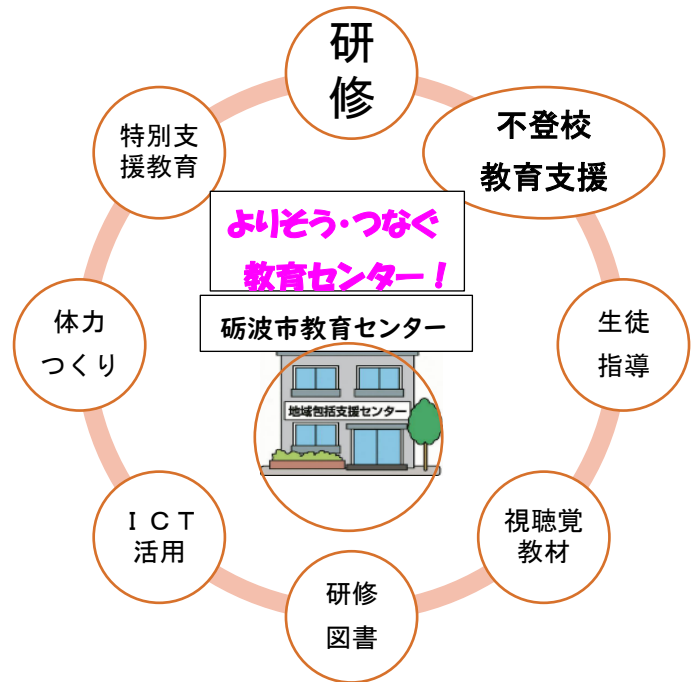 研
修
不登校
教育支援
特別支
援教育
よりそう・つなぐ
教育センター！
砺波市教育センター
地域包括支援センター
体力
つくり
生徒
指導
ＩＣＴ
活用
視聴覚
教材
研修
図書